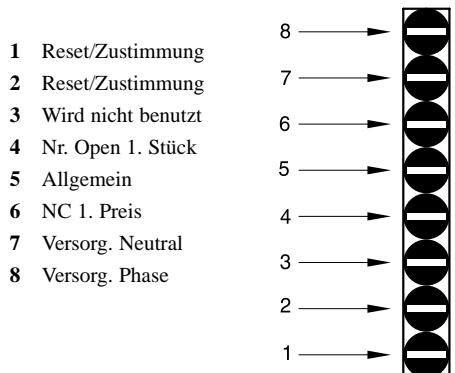 1 Reset/Zustimmung
2 Reset/Zustimmung
3 Wird nicht benutzt
4 Nr. Open 1. Stück
5 Allgemein
6 NC 1. Preis
7 Versorg. Neutral
8 Versorg. Phase
8
7
6
5
4
3
2
1